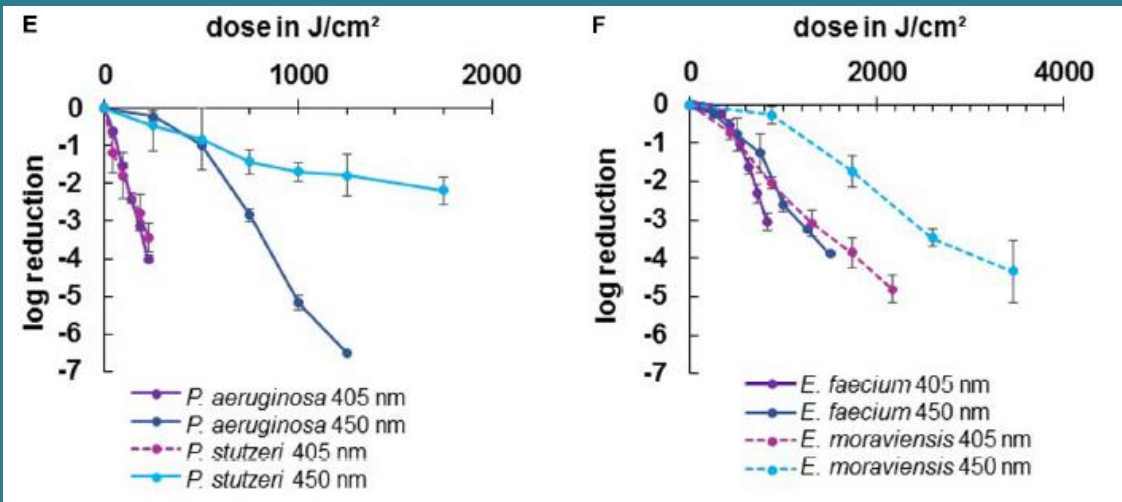 E
dose in J/cm²
0 1000 2000
0
-1
-2
-3
-4
-5
-6
-7
log reduction
P. aeruginosa 405 nm
P. aeruginosa 450 nm
P. stutzeri 405 nm
P. stutzeri 450 nm
F
dose in J/cm²
0 2000 4000
0
-1
-2
-3
-4
-5
-6
-7
log reduction
E. faecium 405 nm
E. faecium 450 nm
E. moraviensis 405 nm
E. moraviensis 450 nm